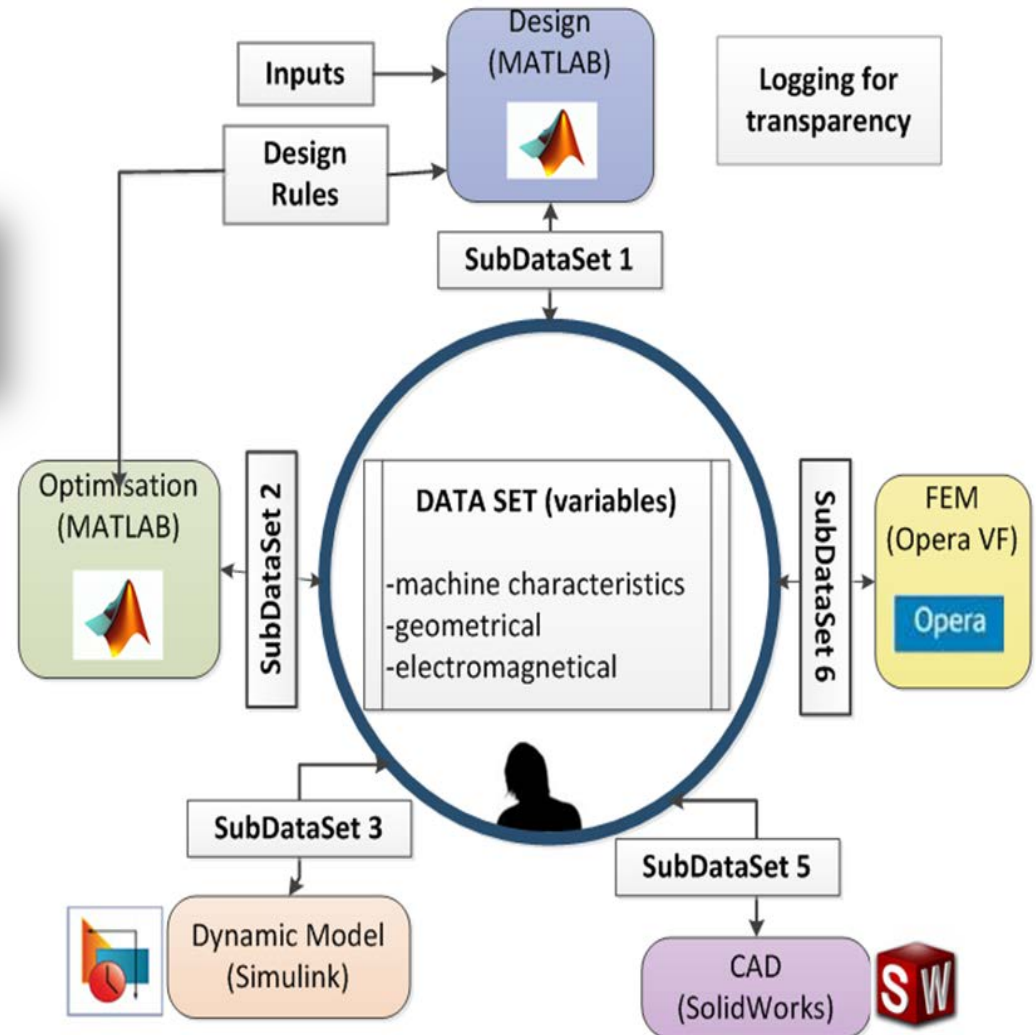 Design
(MATLAB)
Inputs
Logging for
transparency
Design
Rules
SubDataSet 1
Optimisation
(MATLAB)
SubDataSet 2
DATA SET (variables)
-machine characteristics
-geometrical
-electromagnetical
SubDataSet 6
FEM
(Opera VF)
Opera
SubDataSet 3
SubDataSet 5
Dynamic Model
(Simulink)
CAD
(SolidWorks)
SW